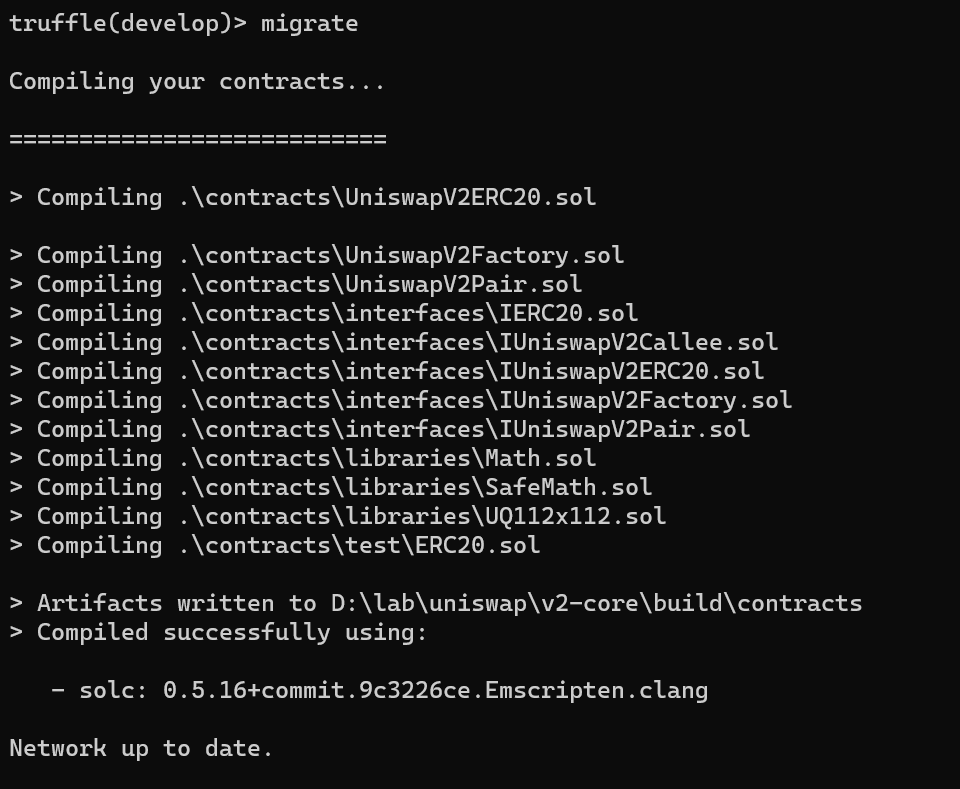 truffle(develop)> migrate
Compiling your contracts...
===========================
> Compiling .\contracts\UniswapV2ERC20.sol
> Compiling .\contracts\UniswapV2Factory.sol
> Compiling .\contracts\UniswapV2Pair.sol
> Compiling .\contracts\interfaces\IERC20.sol
> Compiling .\contracts\interfaces\IUniswapV2Callee.sol
> Compiling .\contracts\interfaces\IUniswapV2ERC20.sol
> Compiling .\contracts\interfaces\IUniswapV2Factory.sol
> Compiling .\contracts\interfaces\IUniswapV2Pair.sol
> Compiling .\contracts\libraries\Math.sol
> Compiling .\contracts\libraries\SafeMath.sol
> Compiling .\contracts\libraries\UQ112x112.sol
> Compiling .\contracts\test\ERC20.sol
> Artifacts written to D:\lab\uniswap\v2-core\build\contracts
> Compiled successfully using:
- solc: 0.5.16+commit.9c3226ce.Emscripten.clang
Network up to date.